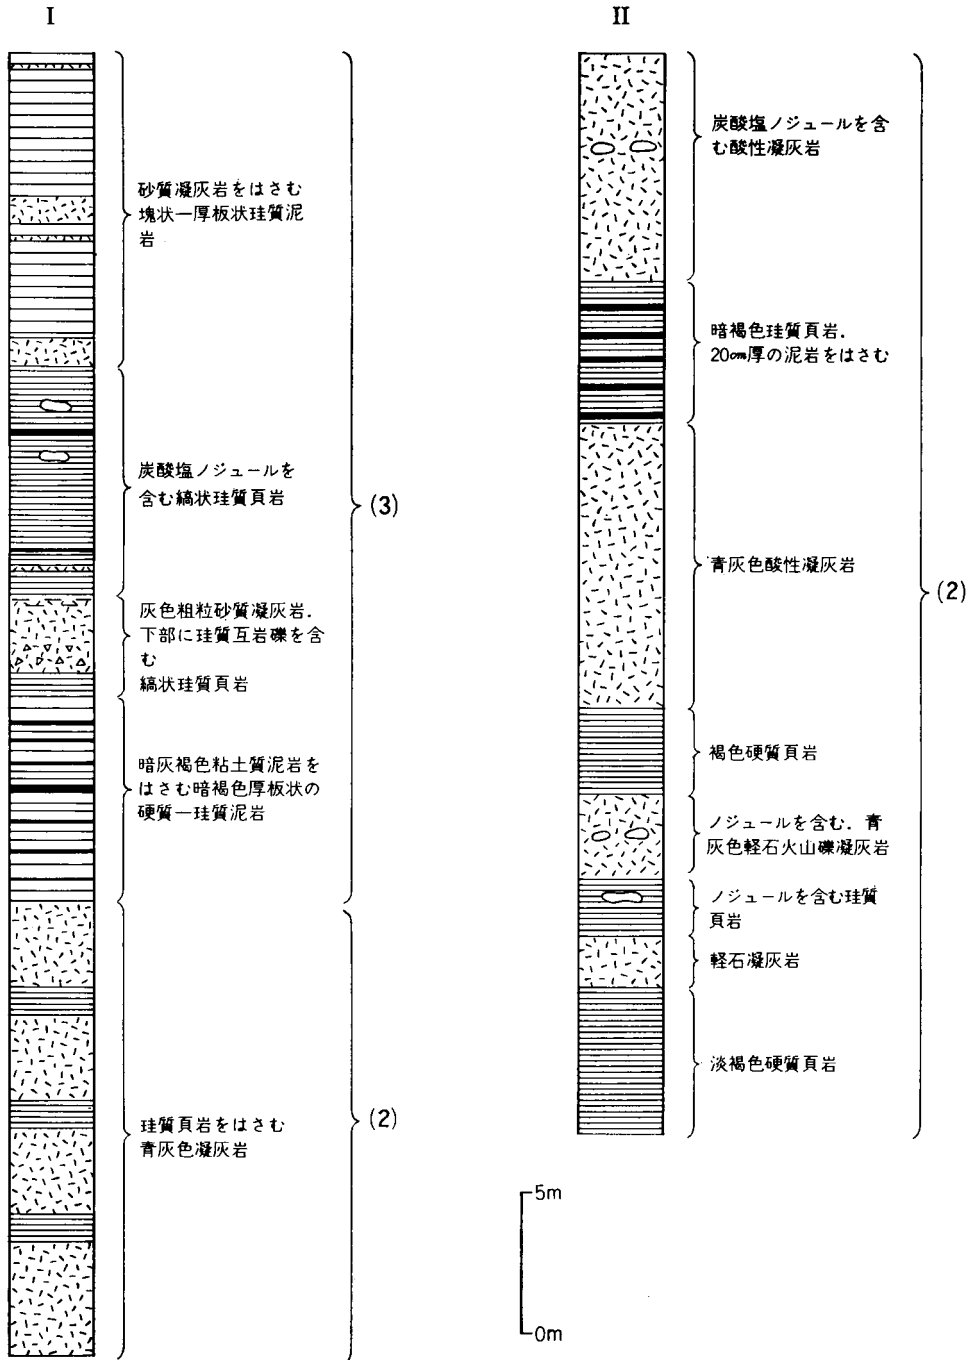 I
砂質凝灰岩をはさむ
塊状―厚板状珪質泥
岩
炭酸塩ノジュールを
含む縞状珪質頁岩
灰色粗粒砂質凝灰岩.
下部に珪質互岩礫を含
む
縞状珪質頁岩
暗灰褐色粘土質泥岩を
はさむ暗褐色厚板状の
硬質―珪質泥岩
(3)
珪質頁岩をはさむ
青灰色凝灰岩
(2)
II
炭酸塩ノジュールを含
む酸性凝灰岩
暗褐色珪質頁岩.
20cm厚の泥岩をはさむ
青灰色酸性凝灰岩
褐色硬質頁岩
ノジュールを含む. 青
灰色軽石火山礫凝灰岩
ノジュールを含む珪質
頁岩
軽石凝灰岩
淡褐色硬質頁岩
(2)
5m
0m